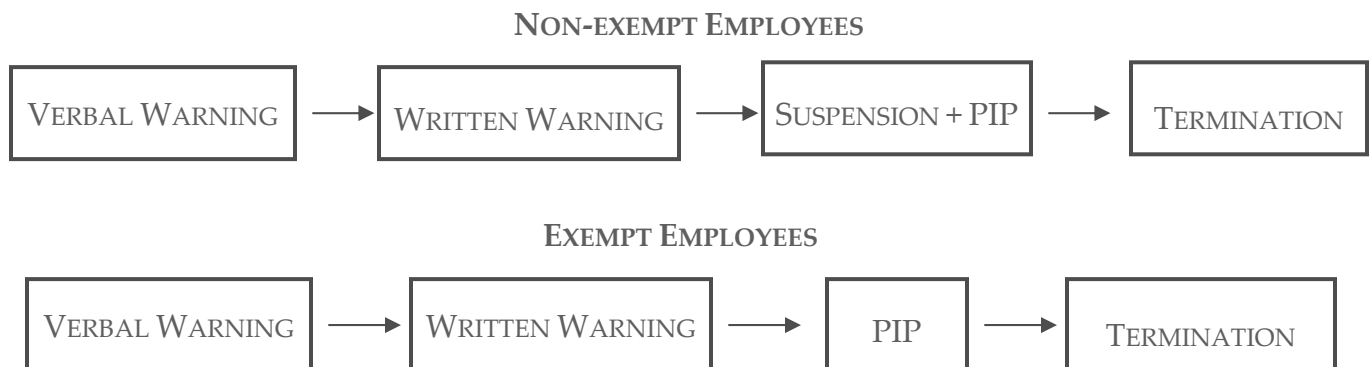 NON-EXEMPT EMPLOYEES
VERBAL WARNING WRITTEN WARNING SUSPENSION + PIP TERMINATION
EXEMPT EMPLOYEES
VERBAL WARNING WRITTEN WARNING PIP TERMINATION